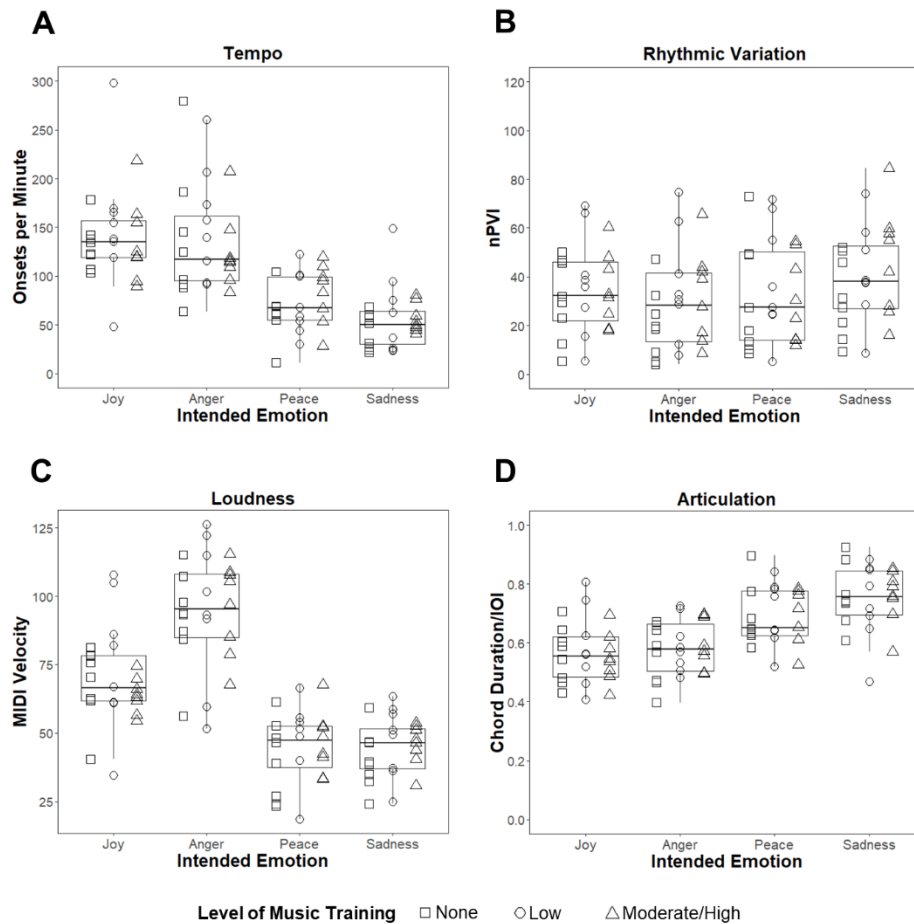 A
Tempo
300
250
200
150
100
50
0
Onsets per Minute
Joy Anger Peace Sadness
Intended Emotion
B
Rhythmic Variation
120
100
80
60
40
20
0
nPVI
Joy Anger Peace Sadness
Intended Emotion
C
Loudness
125
100
75
50
25
MIDI Velocity
Joy Anger Peace Sadness
Intended Emotion
D
Articulation
1.0
0.8
0.6
0.4
0.2
0.0
Chord Duration/IOI
Joy Anger Peace Sadness
Intended Emotion
Level of Music Training None Low Moderate/High